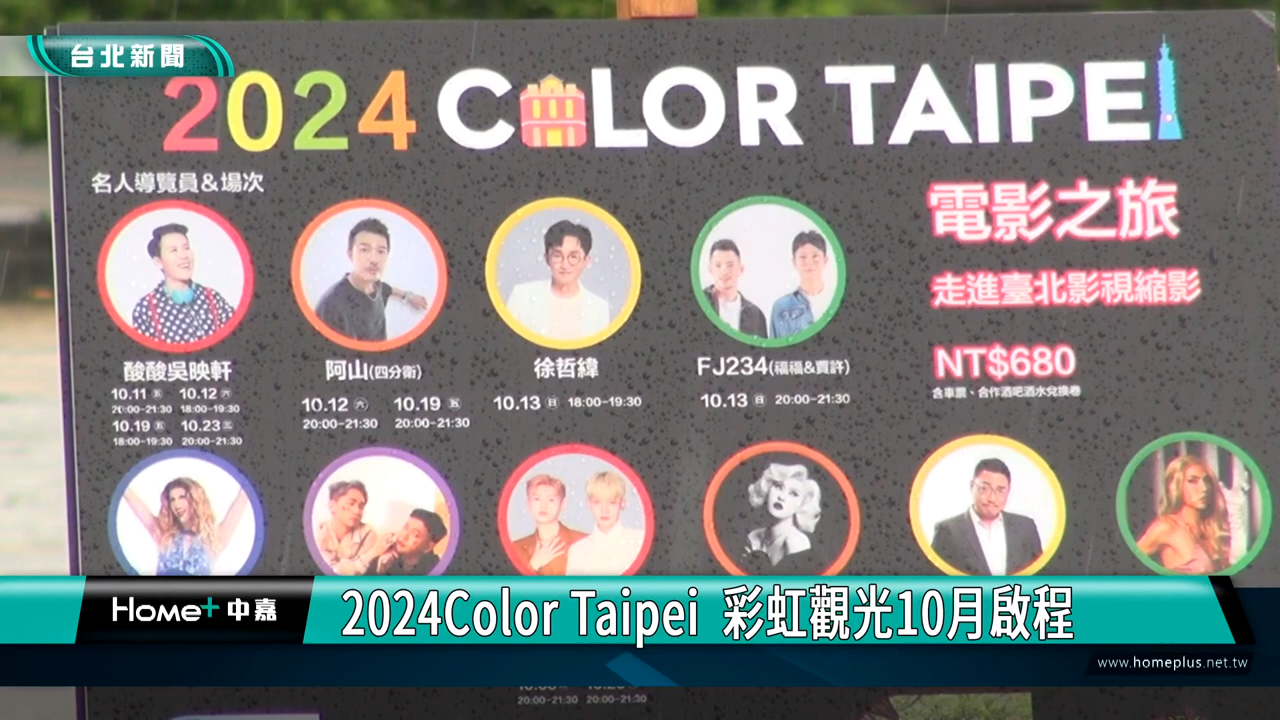 台北新聞
2024 COLOR TAIPEI
名人導覽員&場次
電影之旅
走進臺北影視縮影
NT$680
含車票、合作酒吧酒水兌換卷
酸酸吳映軒
10.11 五 10.12 六
20:00-21:30 18:00-19:30
10.19 五 10.23 三
18:00-19:30 20:00-21:30
阿山(四分衛)
10.12 六 10.19 五
20:00-21:30 20:00-21:30
徐哲緯
10.13 日 18:00-19:30
FJ234(福福&賈許)
10.13 日 20:00-21:30
Home+ 中嘉
2024Color Taipei 彩虹觀光10月啟程
www.homeplus.net.tw
20:00-21:30 20:00-21:30